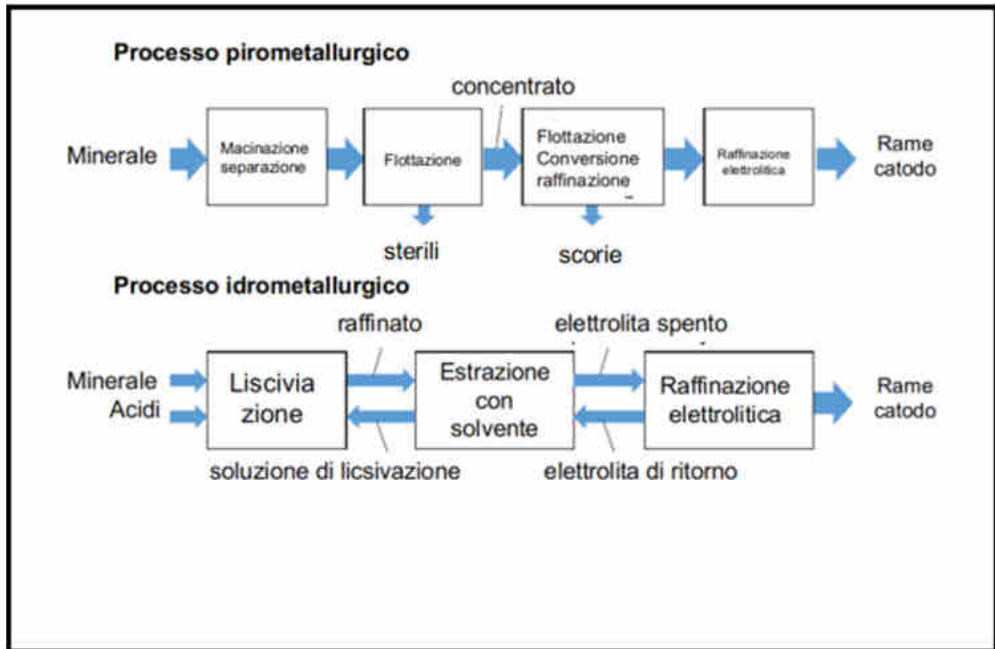 Processo pirometallurgico
concentrato
Minerale
Macinazione
separazione
Flottazione
Flottazione
Conversione
raffinazione
Raffinazione
elettrolitica
Rame
catodo
sterili
scorie
Processo idrometallurgico
raffinato
elettrolita spento
Minerale
Acidi
Liscivia
zione
Estrazione
con
solvente
Raffinazione
elettrolitica
Rame
catodo
soluzione di licsivazione
elettrolita di ritorno